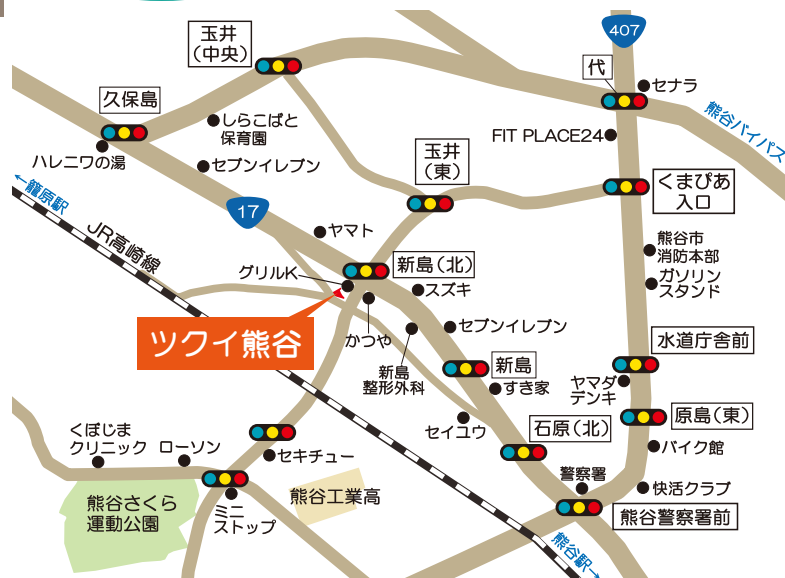 407
玉井
(中央)
代
セナラ
久保島
熊谷バイパス
しらこばと
保育園
FIT PLACE24
ハレニワの湯
セブンイレブン
玉井
(東)
くまぴあ
入口
←籠原駅
17
ヤマト
JR高崎線
熊谷市
消防本部
グリルK
新島(北)
ガソリン
スタンド
スズキ
ツクイ熊谷
かつや
セブンイレブン
水道庁舎前
新島
整形外科
新島
すき家
ヤマダ
デンキ
原島(東)
くぼじま
クリニック
ローソン
セキチュー
セイユウ
石原(北)
バイク館
熊谷さくら
運動公園
ミニ
ストップ
熊谷工業高
警察署
快活クラブ
熊谷警察署前
熊谷駅→